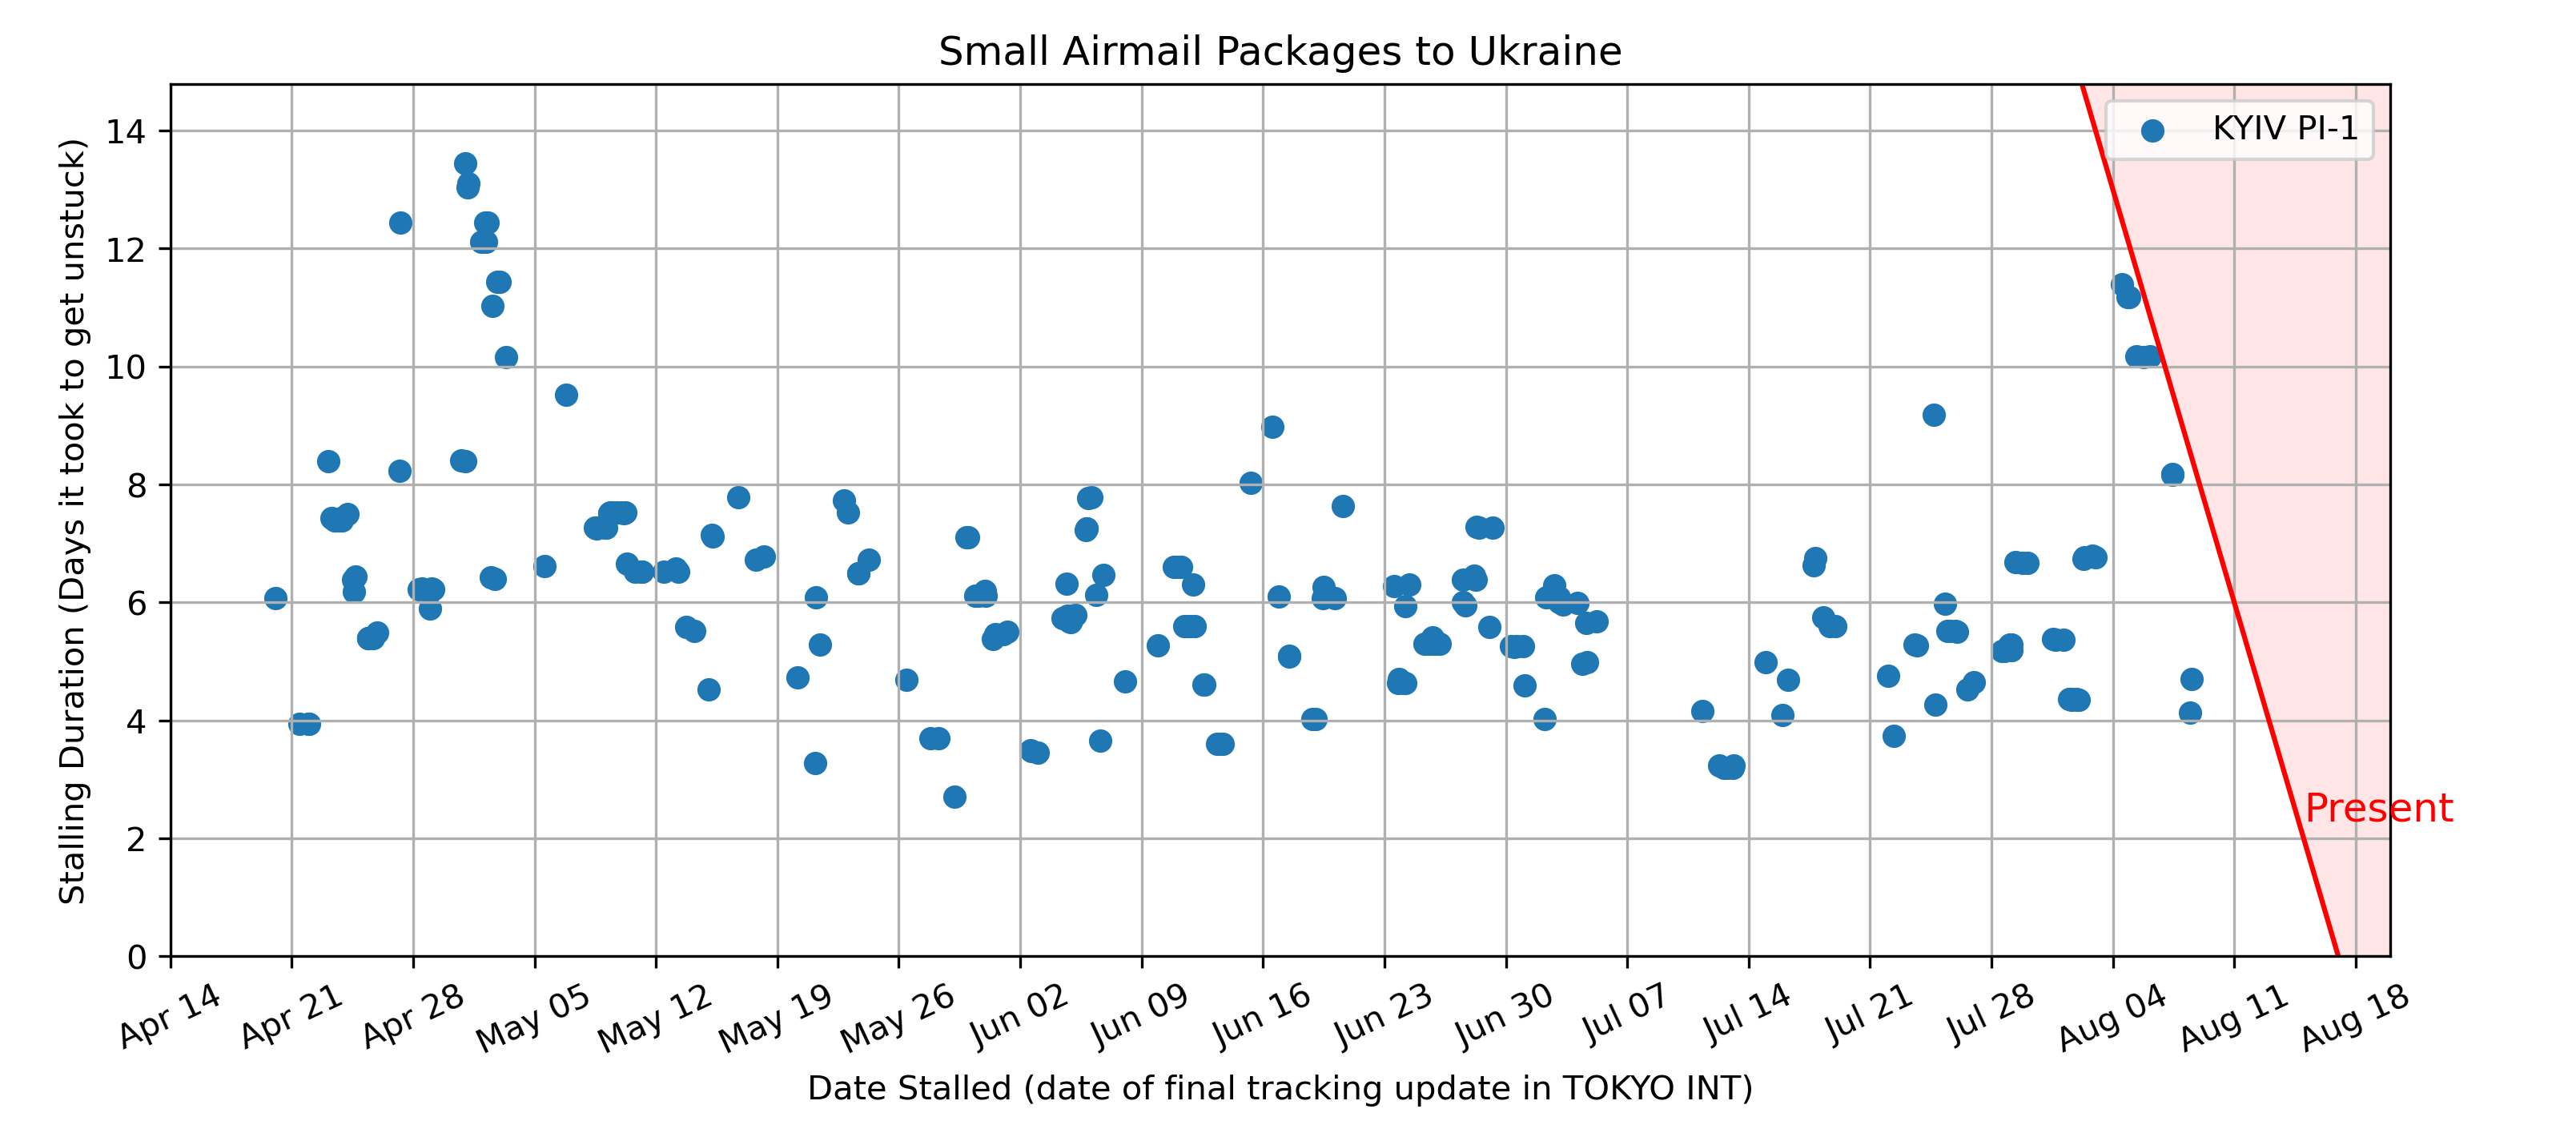 Small Airmail Packages to Ukraine
KYIV PI-1
Stalling Duration (Days it took to get unstuck)
14
12
10
8
6
4
2
0
Present
Apr 14
Apr 21
Apr 28
May 05
May 12
May 19
May 26
Jun 02
Jun 09
Jun 16
Jun 23
Jun 30
Jul 07
Jul 14
Jul 21
Jul 28
Aug 04
Aug 11
Aug 18
Date Stalled (date of final tracking update in TOKYO INT)